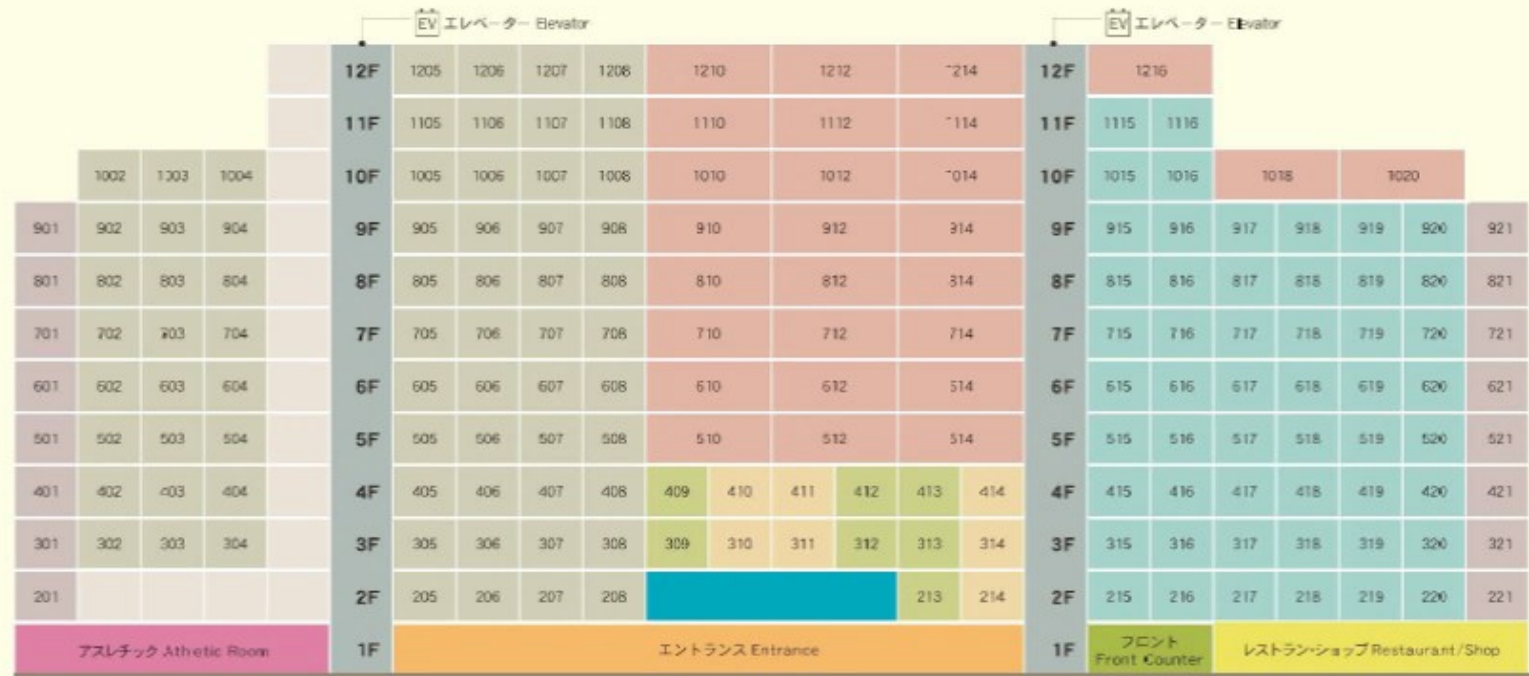 EV エレベーター Elevator EV エレベーター Elevator
12F 1205 1206 1207 1208 1210 1212 1214 12F 1216
11F 1105 1106 1107 1108 1110 1112 1114 11F 1115 1116
1002 1003 1004 10F 1005 1006 1007 1008 1010 1012 1014 10F 1015 1016 1018 1020
901 902 903 904 9F 905 906 907 908 910 912 914 9F 915 916 917 918 919 920 921
801 802 803 804 8F 805 806 807 808 810 812 814 8F 815 816 817 818 819 820 821
701 702 703 704 7F 705 706 707 708 710 712 714 7F 715 716 717 718 719 720 721
601 602 603 604 6F 605 606 607 608 610 612 614 6F 615 616 617 618 619 620 621
501 502 503 504 5F 505 506 507 508 510 512 514 5F 515 516 517 518 519 520 521
401 402 403 404 4F 405 406 407 408 409 410 411 412 413 414 4F 415 416 417 418 419 420 421
301 302 303 304 3F 305 306 307 308 309 310 311 312 313 314 3F 315 316 317 318 319 320 321
201 2F 205 206 207 208 213 214 2F 215 216 217 218 219 220 221
アスレチック Athletic Room 1F エントランス Entrance 1F フロント Front Counter レストラン・ショップ Restaurant/Shop